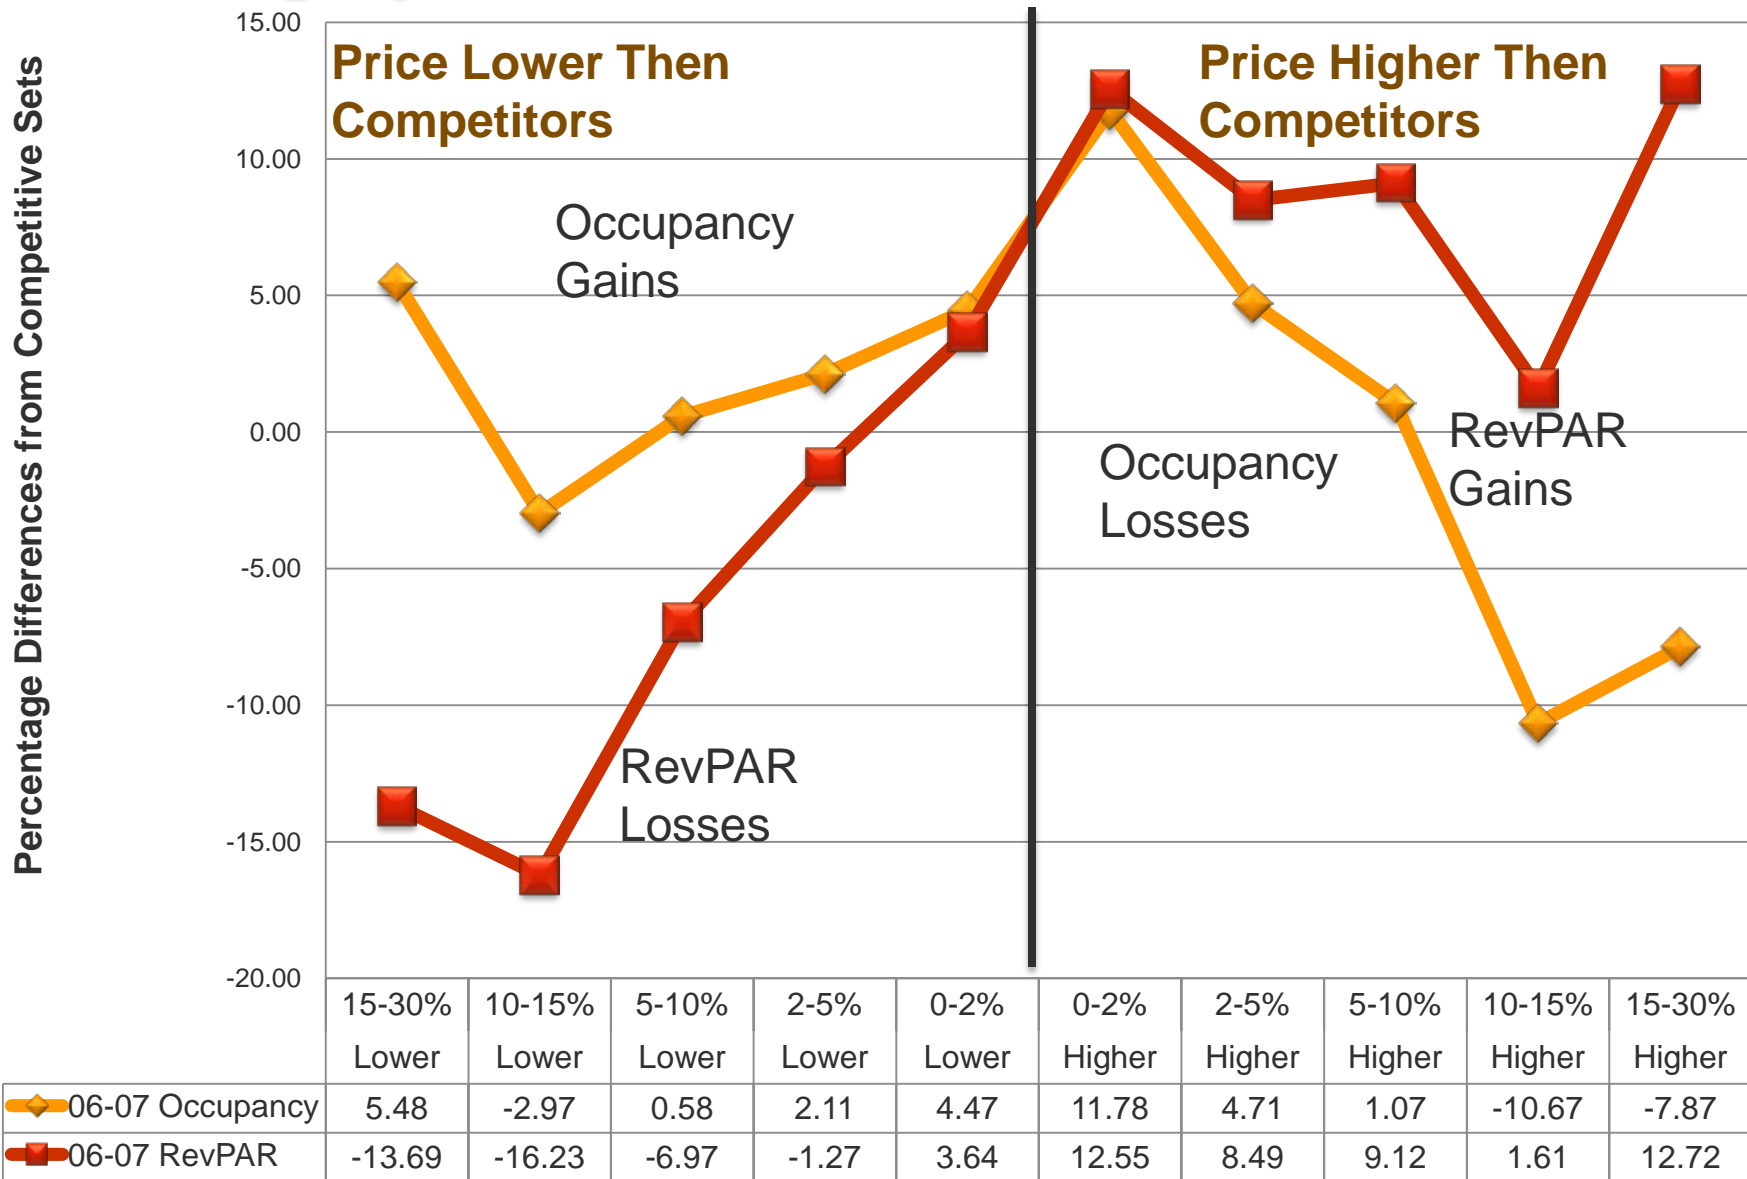 Percentage Differences from Competitive Sets
15.00
10.00
5.00
0.00
-5.00
-10.00
-15.00
-20.00
Price Lower Then
Competitors
Price Higher Then
Competitors
Occupancy
Gains
RevPAR
Losses
Occupancy
Losses
RevPAR
Gains
15-30% 10-15% 5-10% 2-5% 0-2% 0-2% 2-5% 5-10% 10-15% 15-30%
Lower Lower Lower Lower Lower Higher Higher Higher Higher Higher
06-07 Occupancy 5.48 -2.97 0.58 2.11 4.47 11.78 4.71 1.07 -10.67 -7.87
06-07 RevPAR -13.69 -16.23 -6.97 -1.27 3.64 12.55 8.49 9.12 1.61 12.72